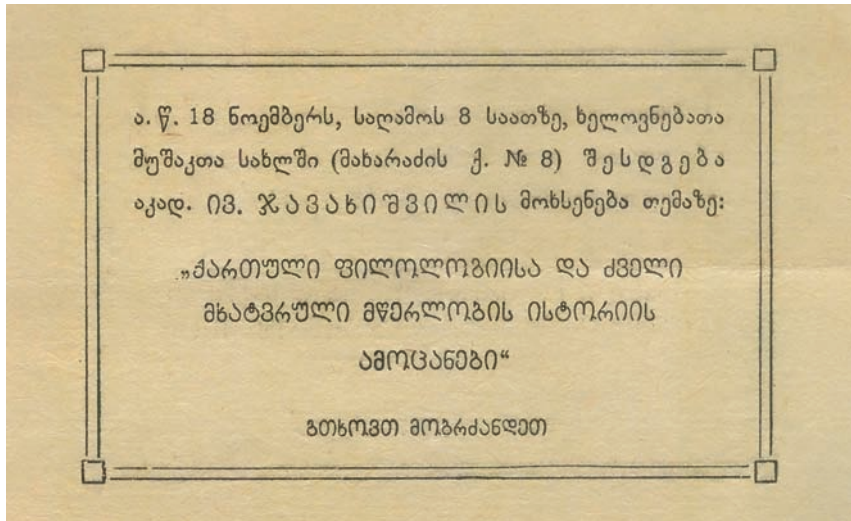 ა. წ. 18 ნოემბერს, საღამოს 8 საათზე, ხელოვნებათა
მუშაკთა სახლში (მახარაძის ქ. № 8) შესდგება
აკად. ივ. ჯავახიშვილის მოხსენება თემაზე:
„ქართული ფილოლოგიისა და ძველი
მხატვრული მწერლობის ისტორიის
ამოცანები“
გთხოვთ მობრძანდეთ